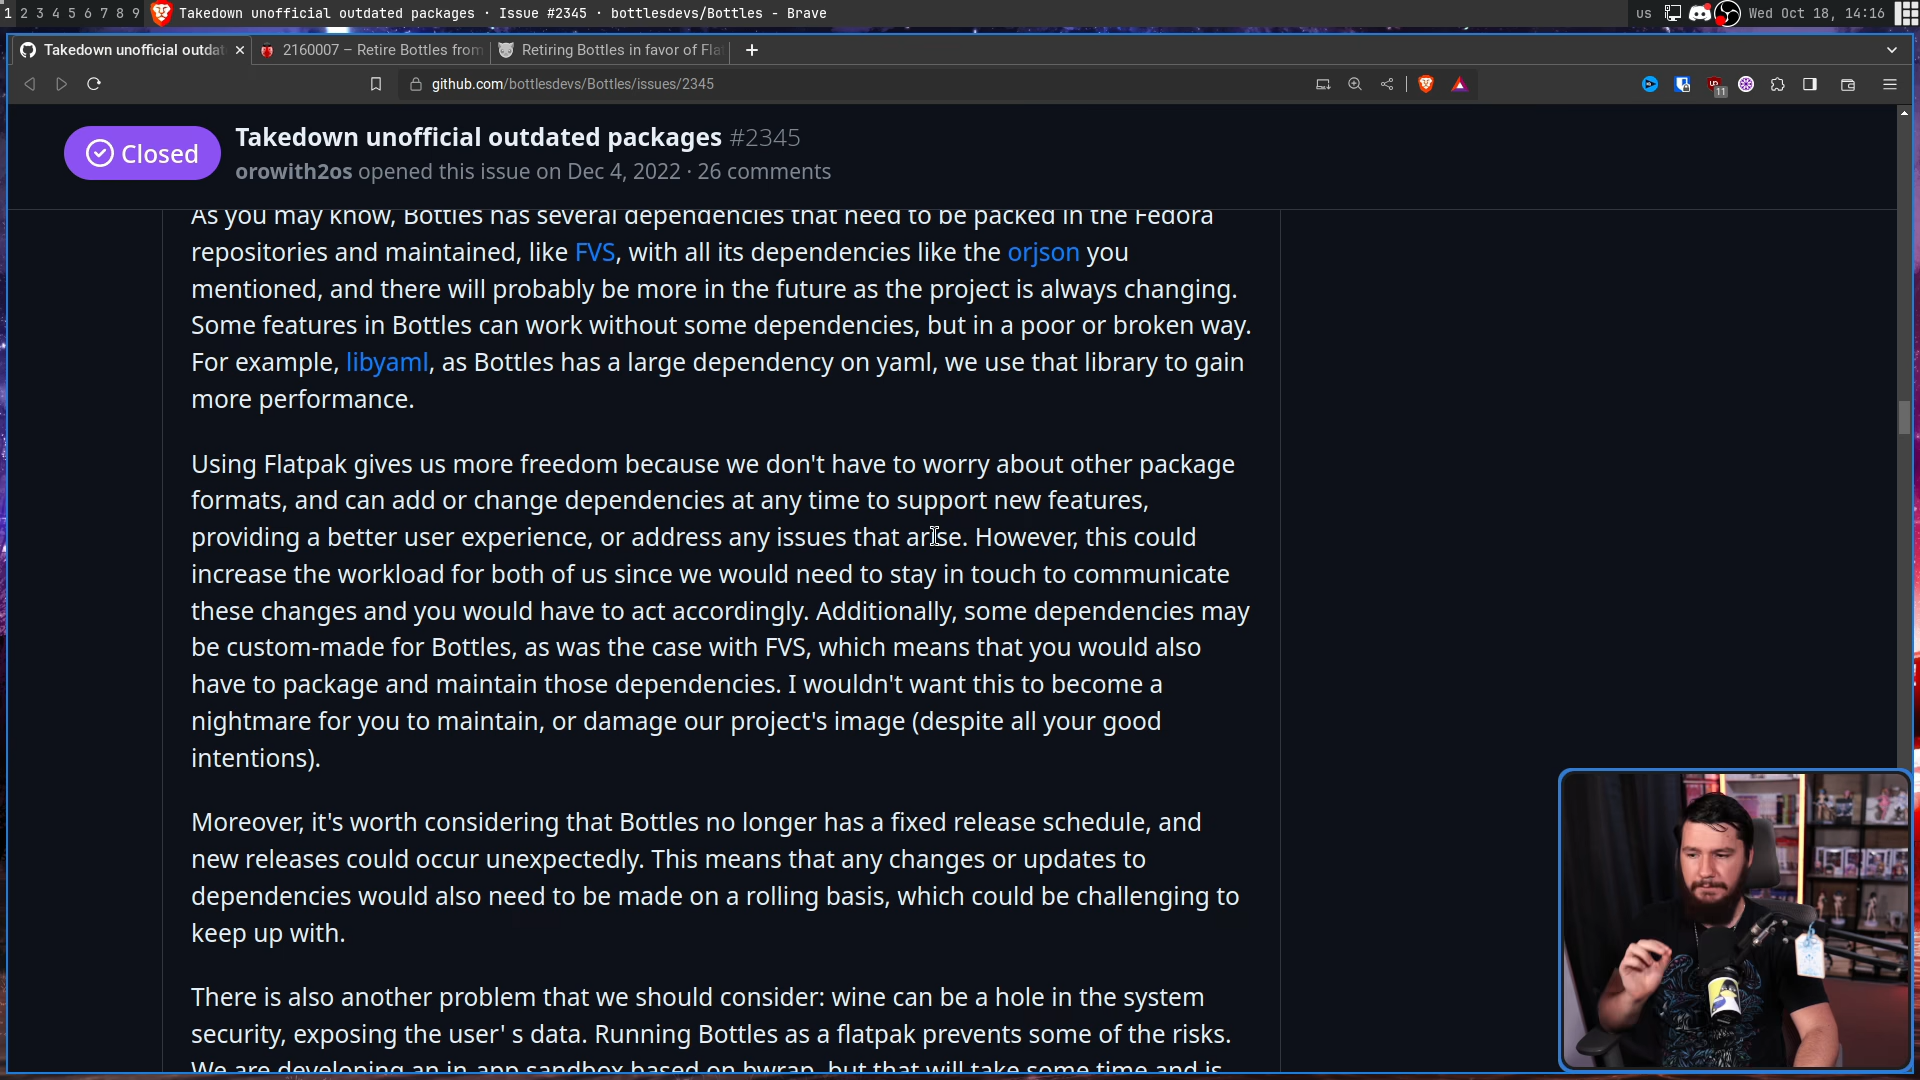 1 2 3 4 5 6 7 8 9 Takedown unofficial outdated packages · Issue #2345 · bottlesdevs/Bottles - Brave us Wed Oct 18, 14:16
Takedown unofficial outdat 2160007 – Retire Bottles from Retiring Bottles in favor of Fla
github.com/bottlesdevs/Bottles/issues/2345 11
Closed
Takedown unofficial outdated packages #2345
orowith2os opened this issue on Dec 4, 2022 · 26 comments
As you may know, Bottles has several dependencies that need to be packed in the Fedora
repositories and maintained, like FVS, with all its dependencies like the orjson you
mentioned, and there will probably be more in the future as the project is always changing.
Some features in Bottles can work without some dependencies, but in a poor or broken way.
For example, libyaml, as Bottles has a large dependency on yaml, we use that library to gain
more performance.
Using Flatpak gives us more freedom because we don't have to worry about other package
formats, and can add or change dependencies at any time to support new features,
providing a better user experience, or address any issues that arise. However, this could
increase the workload for both of us since we would need to stay in touch to communicate
these changes and you would have to act accordingly. Additionally, some dependencies may
be custom-made for Bottles, as was the case with FVS, which means that you would also
have to package and maintain those dependencies. I wouldn't want this to become a
nightmare for you to maintain, or damage our project's image (despite all your good
intentions).
Moreover, it's worth considering that Bottles no longer has a fixed release schedule, and
new releases could occur unexpectedly. This means that any changes or updates to
dependencies would also need to be made on a rolling basis, which could be challenging to
keep up with.
There is also another problem that we should consider: wine can be a hole in the system
security, exposing the user' s data. Running Bottles as a flatpak prevents some of the risks.
We are developing an in app sandbox based on bwrap, but that will take some time and is